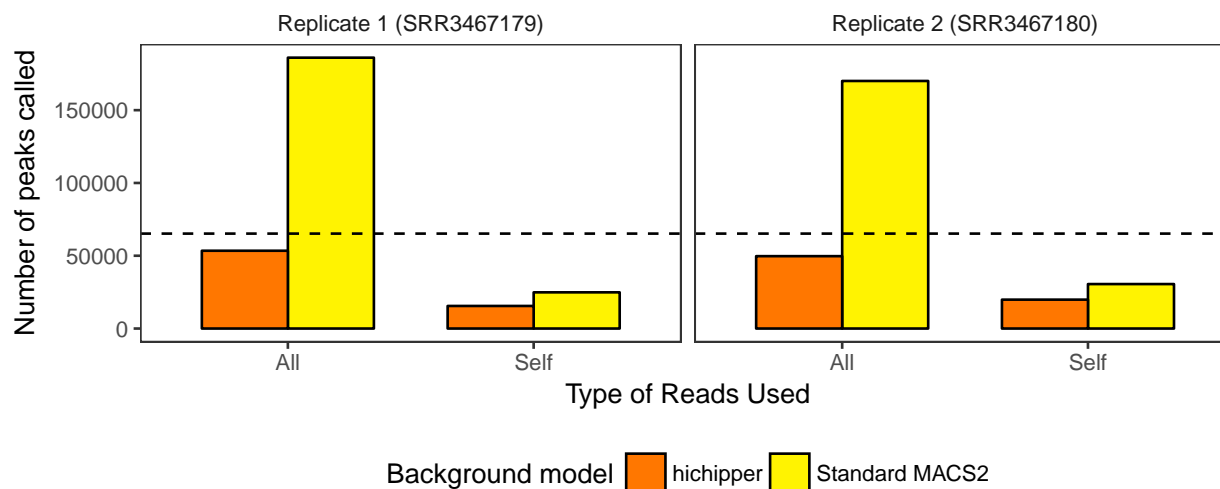 Replicate 1 (SRR3467179)
Replicate 2 (SRR3467180)
Number of peaks called
150000
100000
50000
0
All
Self
All
Self
Type of Reads Used
Background model
hichipper
Standard MACS2